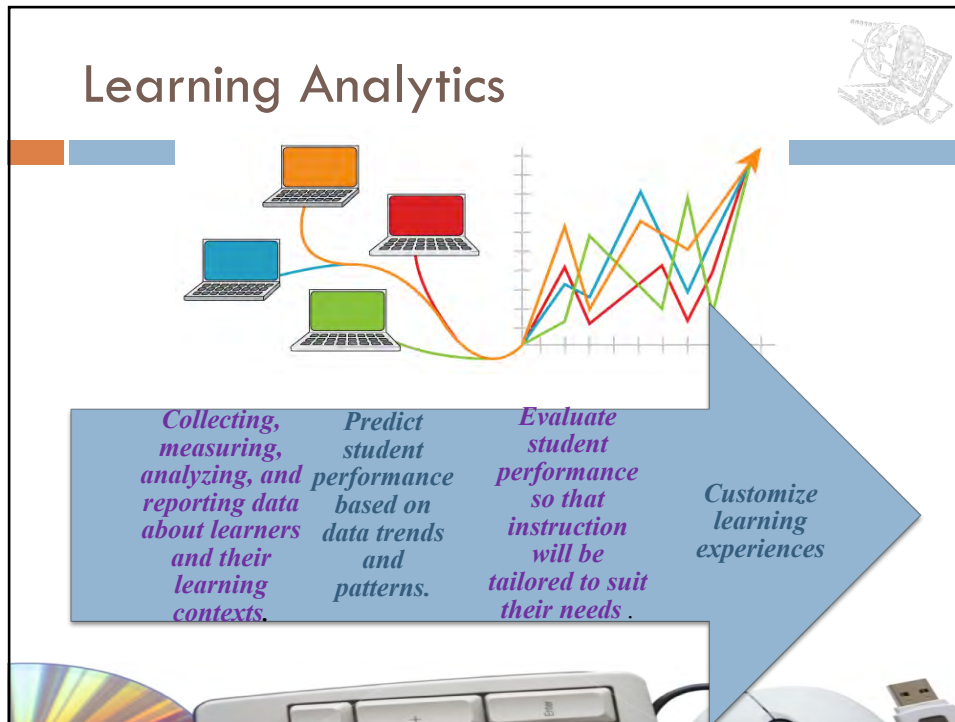 Learning Analytics
Collecting,
measuring,
analyzing, and
reporting data
about learners
and their
learning
contexts.
Predict
student
performance
based on
data trends
and
patterns.
Evaluate
student
performance
so that
instruction
will be
tailored to suit
their needs .
Customize
learning
experiences
+
Enter